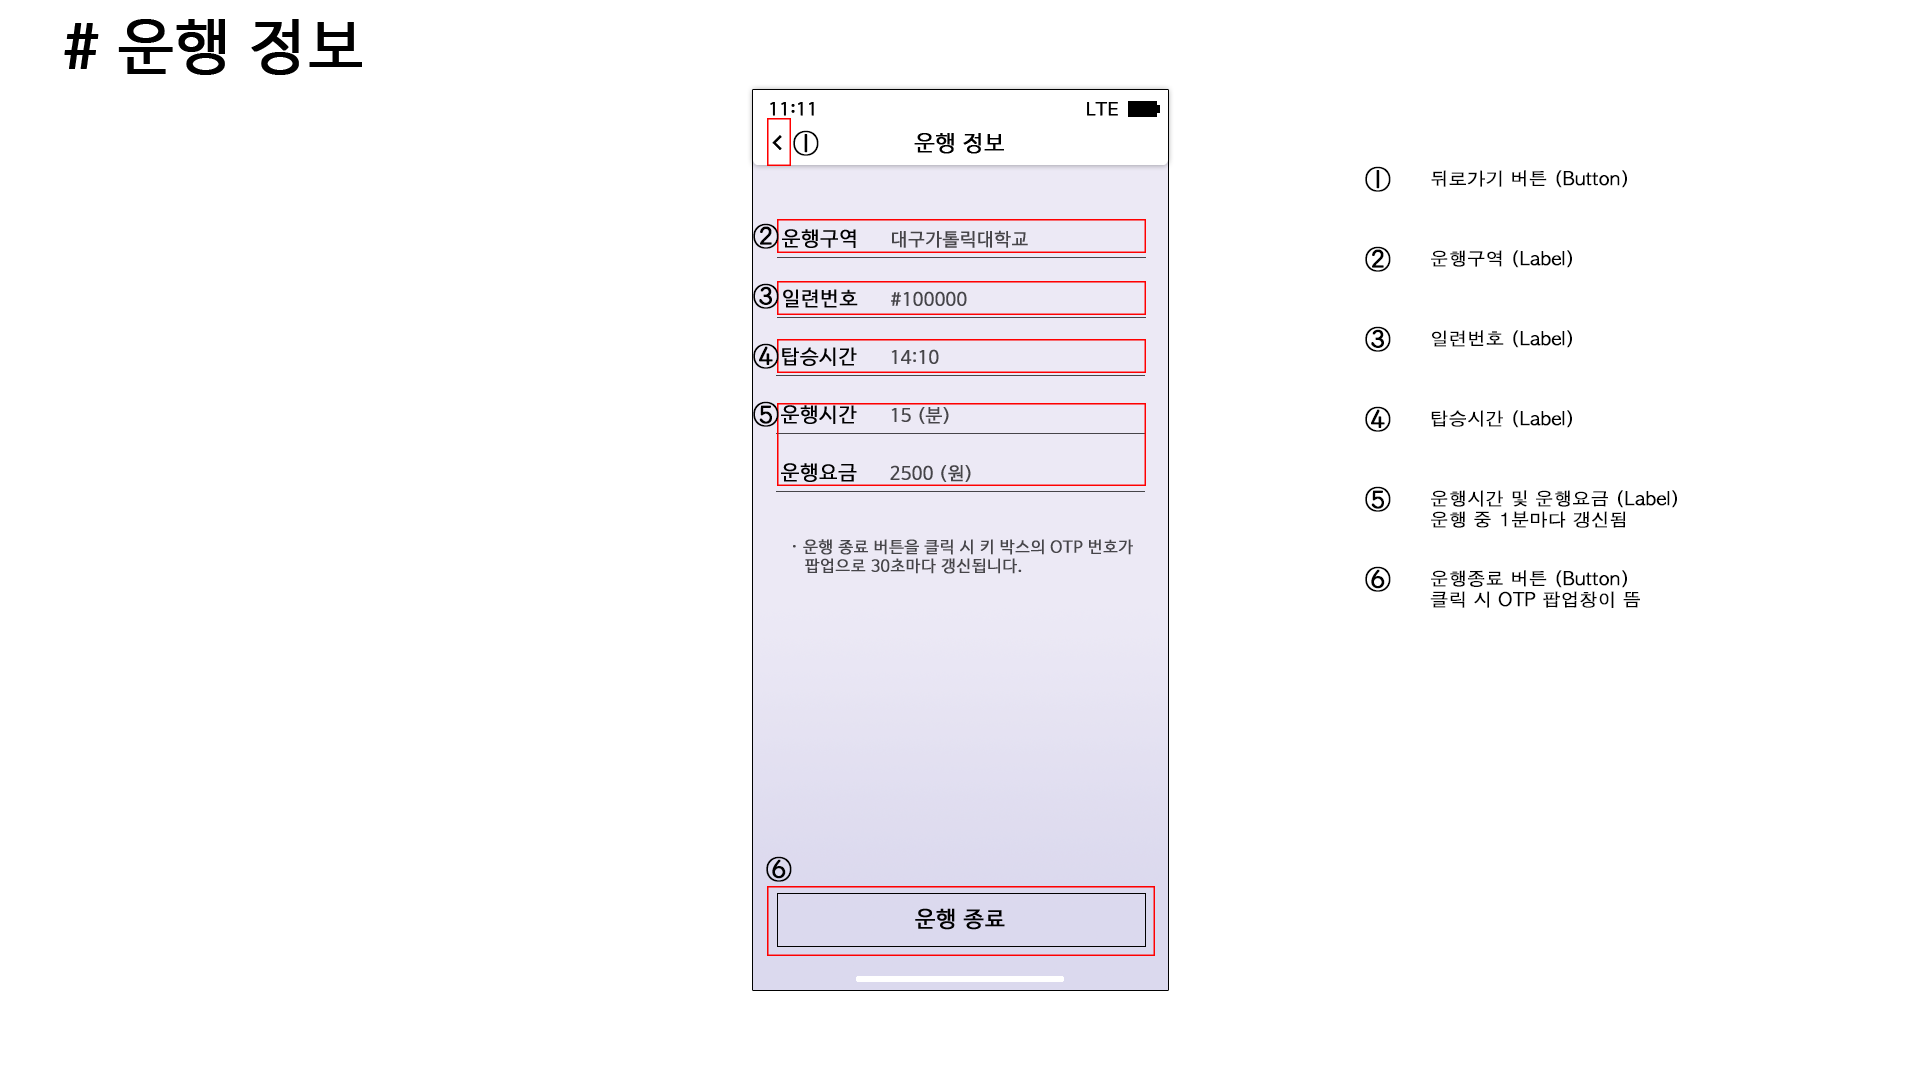 # 운행 정보
11:11 LTE
< ① 운행 정보
② 운행구역 대구가톨릭대학교
③ 일련번호 #100000
④ 탑승시간 14:10
⑤ 운행시간 15 (분)
운행요금 2500 (원)
· 운행 종료 버튼을 클릭 시 키 박스의 OTP 번호가
팝업으로 30초마다 갱신됩니다.
⑥
운행 종료
① 뒤로가기 버튼 (Button)
② 운행구역 (Label)
③ 일련번호 (Label)
④ 탑승시간 (Label)
⑤ 운행시간 및 운행요금 (Label)
운행 중 1분마다 갱신됨
⑥ 운행종료 버튼 (Button)
클릭 시 OTP 팝업창이 뜸